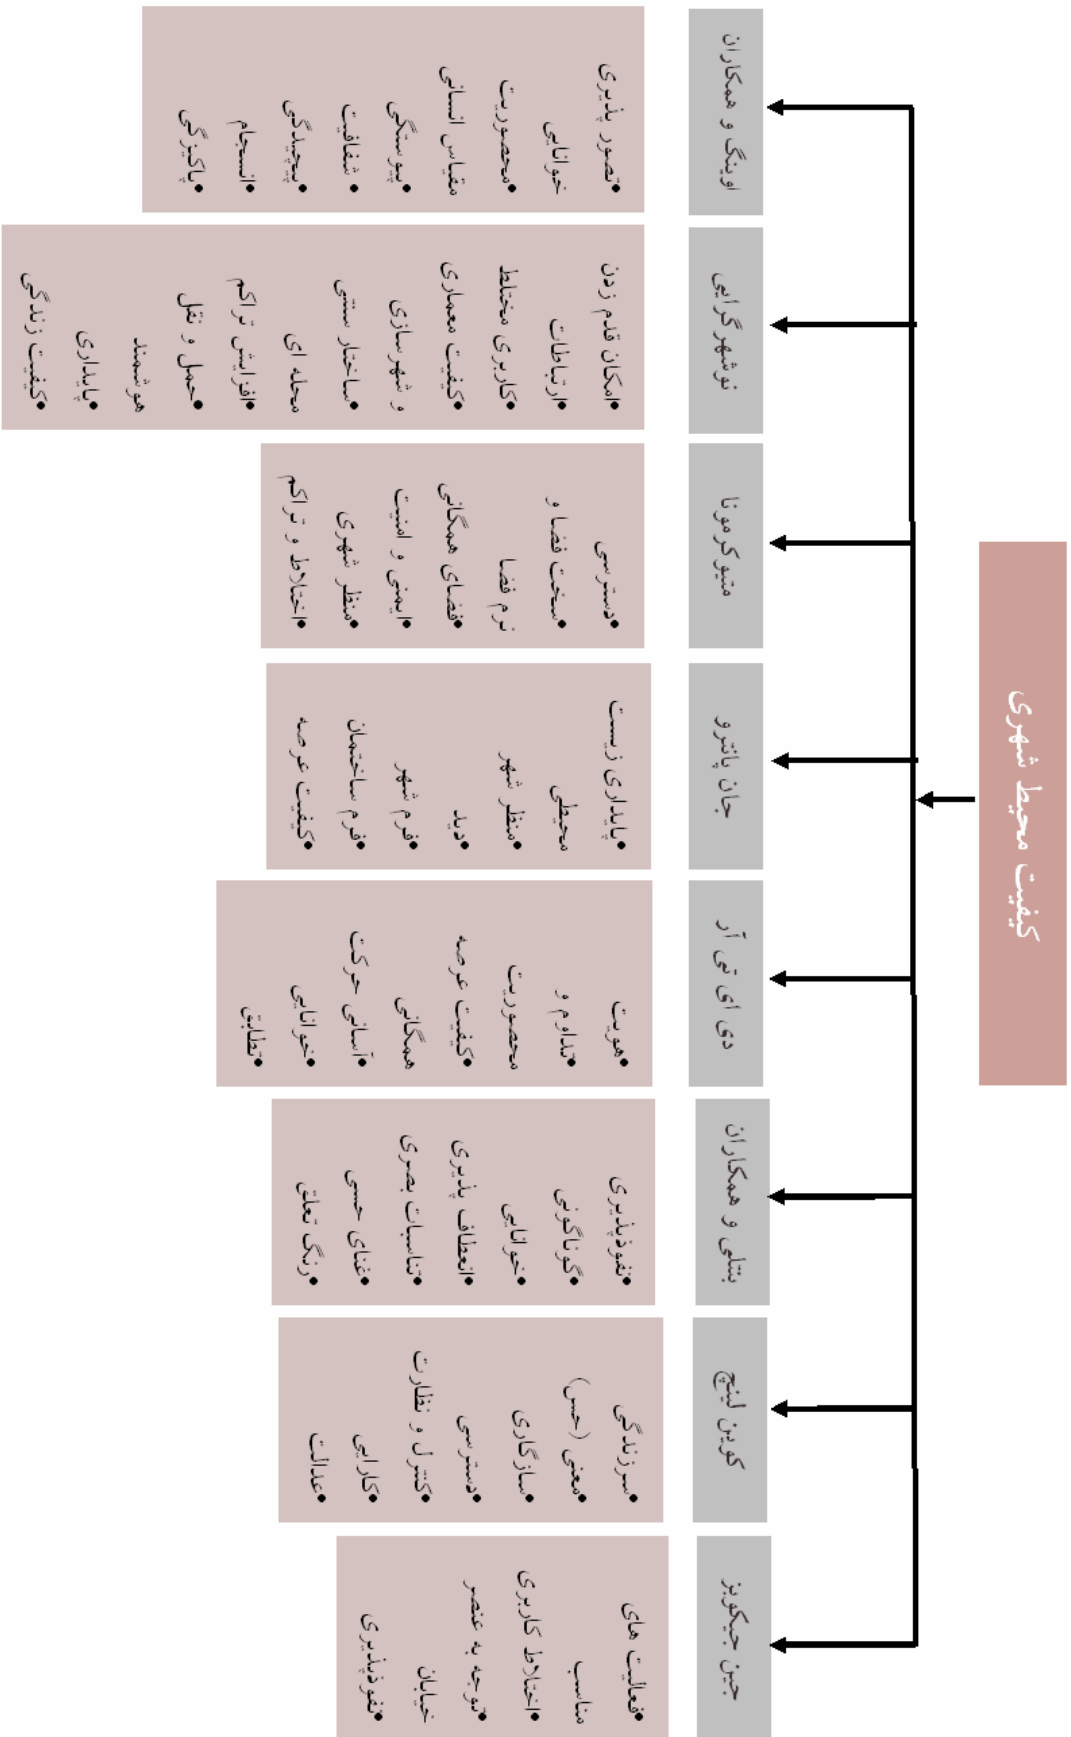 کیفیت محیط شهری
جین جیکوبز
•فعالیت های
مناسب
•اختلاط کاربری
•توجه به عنصر
خیابان
•نفوذپذیری
کوین لینچ
•سرزندگی
•معنی (حس)
•سازگاری
•دسترسی
•کنترل و نظارت
•کارایی
•عدالت
بنتلی و همکاران
•نفوذپذیری
•گوناگونی
•خوانایی
•انعطاف پذیری
•تناسبات بصری
•غنای حسی
•رنگ تعلق
دی ای تی آر
•هویت
•تداوم و
محصوریت
•کیفیت عرصه
همگانی
•آسانی حرکت
•خوانایی
•تطابق
جان پانترو
•پایداری زیست
محیطی
•منظر شهر
•دید
•فرم شهر
•فرم ساختمان
•کیفیت عرصه
متیو کرمونا
•دسترسی
•سخت فضا و
نرم فضا
•فضای همگانی
•ایمنی و امنیت
•منظر شهری
•اختلاط و تراکم
نوشهرگرایی
•امکان قدم زدن
•ارتباطات
•کاربری مختلط
•کیفیت معماری
و شهرسازی
•ساختار سنتی
محله ای
•افزایش تراکم
•حمل و نقل
هوشمند
•پایداری
•کیفیت زندگی
اوینگ و همکاران
•تصور پذیری
خوانایی
•محصوریت
مقیاس انسانی
•پیوستگی
•شفافیت
•پیچیدگی
•انسجام
•پاکیزگی